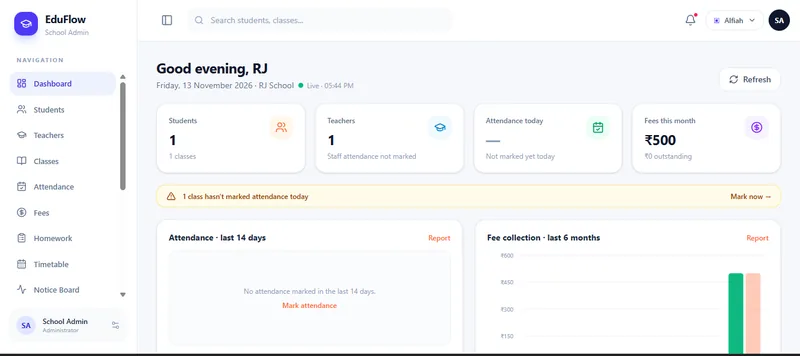 EduFlow
School Admin
NAVIGATION
Dashboard
Students
Teachers
Classes
Attendance
Fees
Homework
Timetable
Notice Board
SA
School Admin
Administrator
Search students, classes...
Alfiah
SA
Good evening, RJ
Friday, 13 November 2026 · RJ School
Live · 05:44 PM
Refresh
Students
1
1 classes
Teachers
1
Staff attendance not marked
Attendance today
—
Not marked yet today
Fees this month
₹500
₹0 outstanding
1 class hasn't marked attendance today
Mark now →
Attendance · last 14 days
Report
No attendance marked in the last 14 days.
Mark attendance
Fee collection · last 6 months
Report
₹600
₹450
₹300
₹150